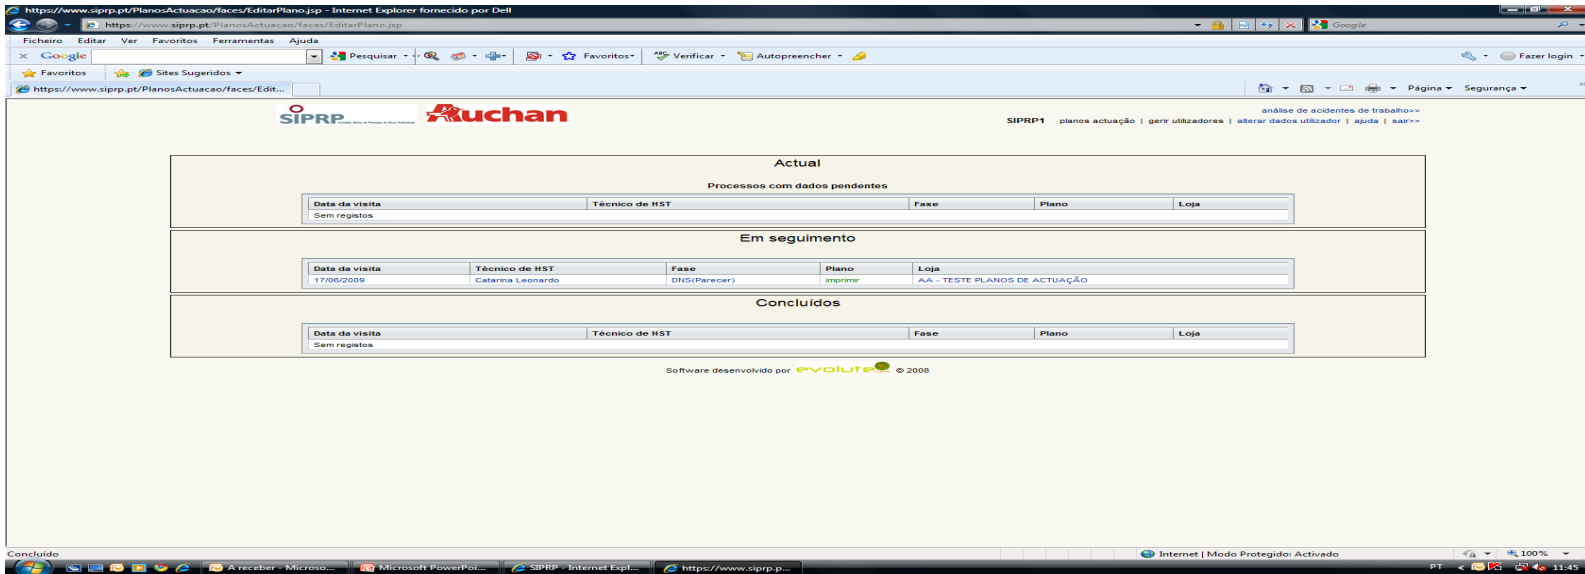 https://www.siprp.pt/PlanosActuacao/faces/EditarPlano.jsp - Internet Explorer fornecido por Dell
https://www.siprp.pt/PlanosActuacao/faces/EditarPlano.jsp Google
Ficheiro Editar Ver Favoritos Ferramentas Ajuda
Google Pesquisar Favoritos Verificar Autopreencher Fazer login
Favoritos Sites Sugeridos
https://www.siprp.pt/PlanosActuacao/faces/Edit... Página Segurança
SIPRP Auchan
análise de acidentes de trabalho>>
SIPRP1 planos actuação | gerir utilizadores | alterar dados utilizador | ajuda | sair>>
Actual
Processos com dados pendentes
Data da visita Técnico de HST Fase Plano Loja
Sem registos
Em seguimento
Data da visita Técnico de HST Fase Plano Loja
17/06/2009 Catarina Leonardo DNS(Parecer) imprimir AA - TESTE PLANOS DE ACTUAÇÃO
Concluídos
Data da visita Técnico de HST Fase Plano Loja
Sem registos
Software desenvolvido por evolute © 2008
Concluído Internet | Modo Protegido: Activado 100%
A receber - Microso... Microsoft PowerPoi... SIPRP - Internet Expl... https://www.siprp.p... PT 11:45